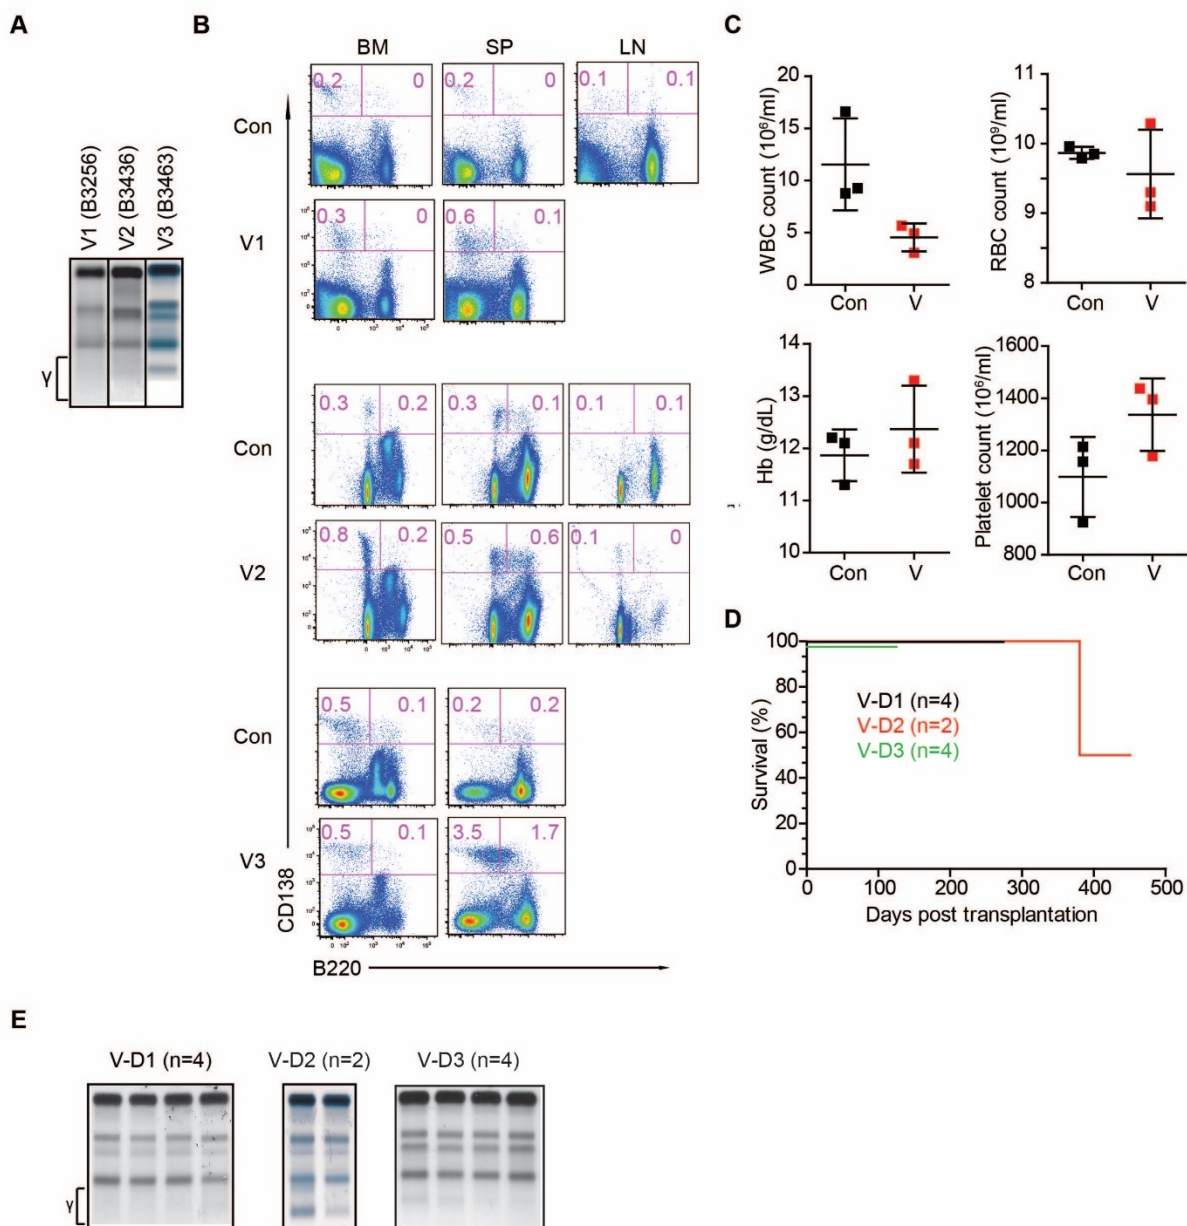 A
V1 (B3256)
V2 (B3436)
V3 (B3463)
γ
B
BM SP LN
Con
0.2 0 0.2 0 0.1 0.1
V1
0.3 0 0.6 0.1
Con
0.3 0.2 0.3 0.1 0.1 0.1
V2
0.8 0.2 0.5 0.6 0.1 0
Con
0.5 0.1 0.2 0.2
V3
0.5 0.1 3.5 1.7
CD138
B220
C
WBC count (10⁶/ml)
20
15
10
5
0
Con V
RBC count (10⁹/ml)
11
10
9
8
Con V
Hb (g/dL)
14
13
12
11
10
Con V
Platelet count (10⁶/ml)
1600
1400
1200
1000
800
Con V
D
Survival (%)
100
80
60
40
20
0
V-D1 (n=4)
V-D2 (n=2)
V-D3 (n=4)
0 100 200 300 400 500
Days post transplantation
E
V-D1 (n=4) V-D2 (n=2) V-D3 (n=4)
γ